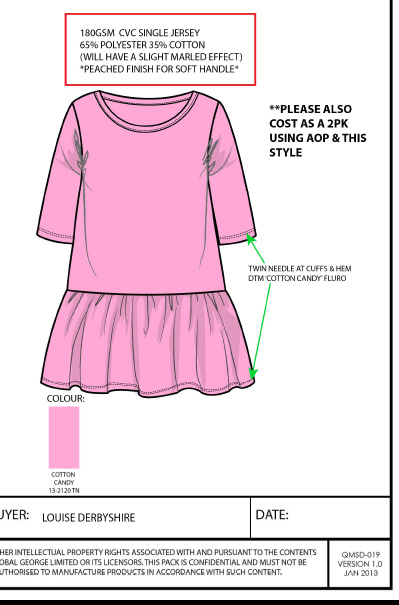 180GSM CVC SINGLE JERSEY
65% POLYESTER 35% COTTON
(WILL HAVE A SLIGHT MARLED EFFECT)
*PEACHED FINISH FOR SOFT HANDLE*
**PLEASE ALSO
COST AS A 2PK
USING AOP & THIS
STYLE
TWIN NEEDLE AT CUFFS & HEM
DTM 'COTTON CANDY' FLURO
COLOUR:
COTTON
CANDY
13-2120 TN
UYER: LOUISE DERBYSHIRE
DATE:
HER INTELLECTUAL PROPERTY RIGHTS ASSOCIATED WITH AND PURSUANT TO THE CONTENTS
OBAL GEORGE LIMITED OR ITS LICENSORS. THIS PACK IS CONFIDENTIAL AND MUST NOT BE
UTHORISED TO MANUFACTURE PRODUCTS IN ACCORDANCE WITH SUCH CONTENT.
QMSD-019
VERSION 1.0
JAN 2013